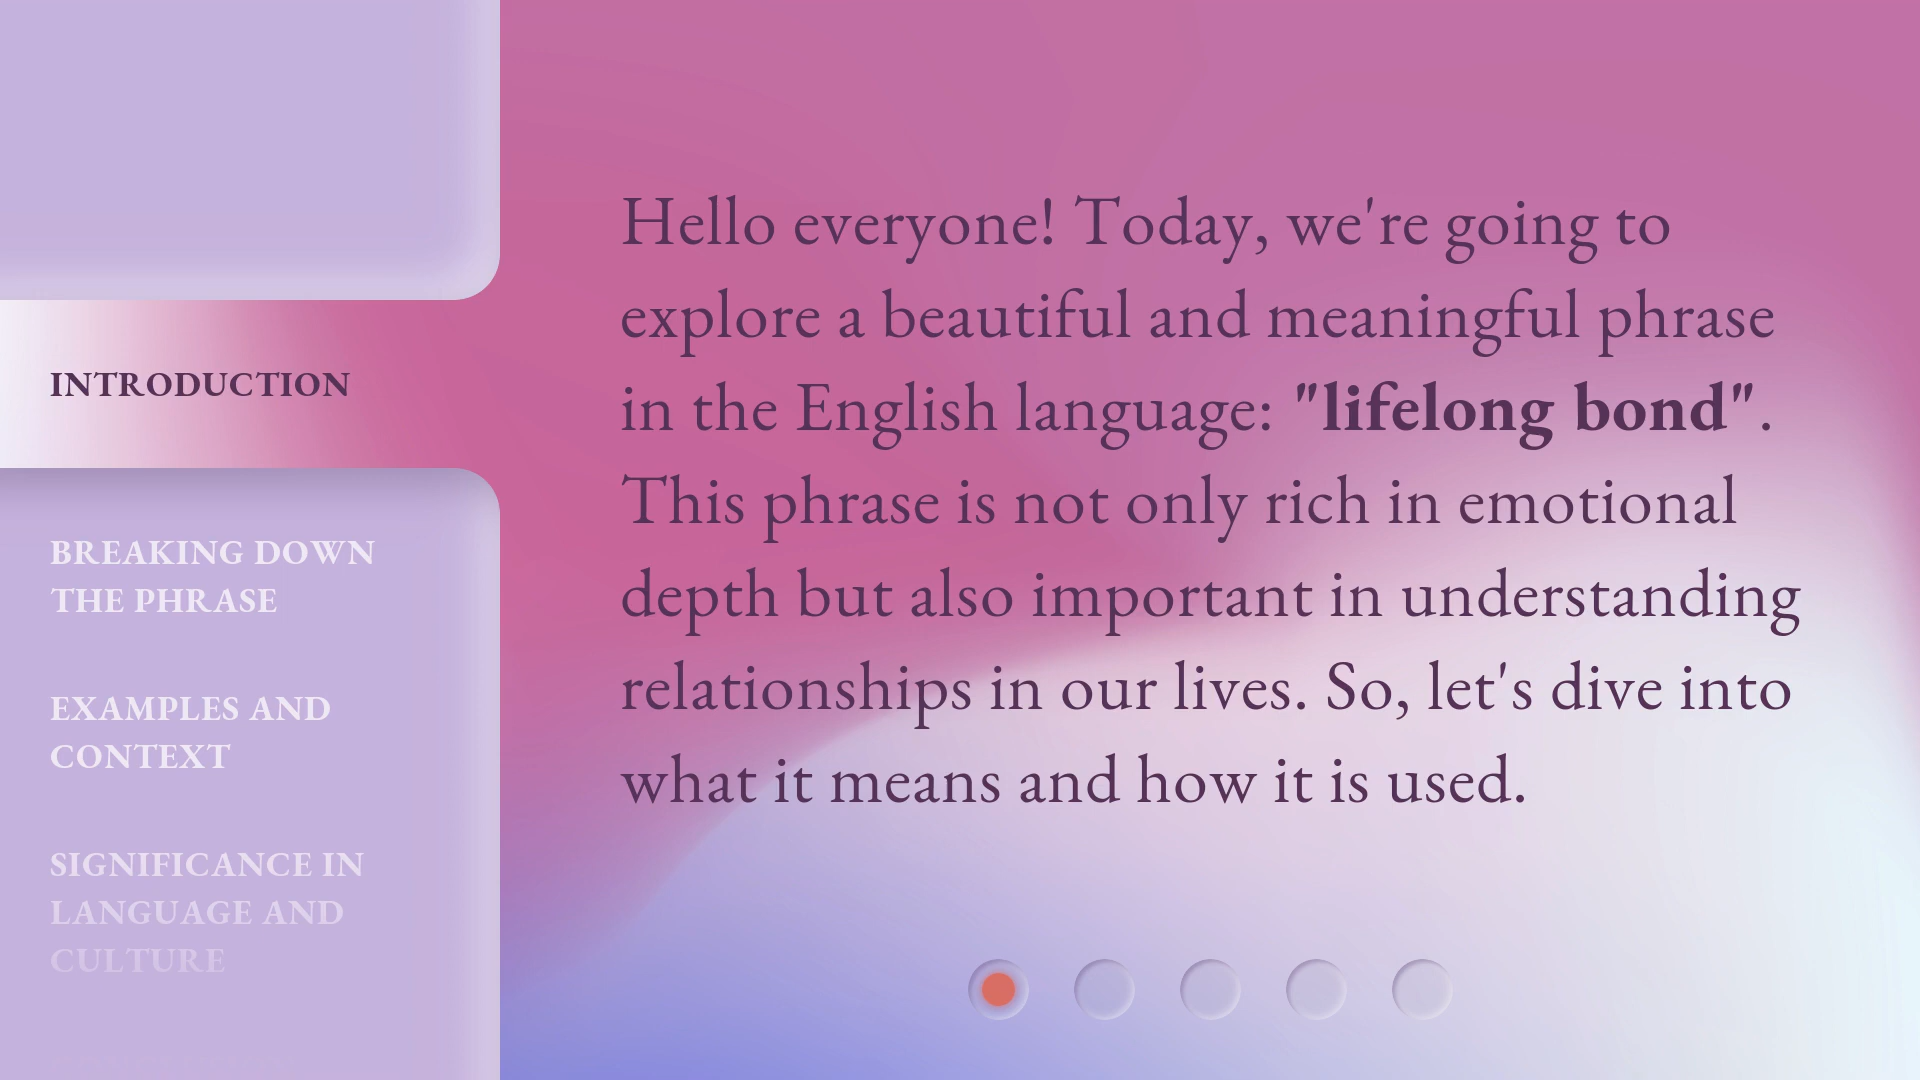 INTRODUCTION
BREAKING DOWN
THE PHRASE
EXAMPLES AND
CONTEXT
SIGNIFICANCE IN
LANGUAGE AND
CULTURE
Hello everyone! Today, we're going to
explore a beautiful and meaningful phrase
in the English language: "lifelong bond".
This phrase is not only rich in emotional
depth but also important in understanding
relationships in our lives. So, let's dive into
what it means and how it is used.